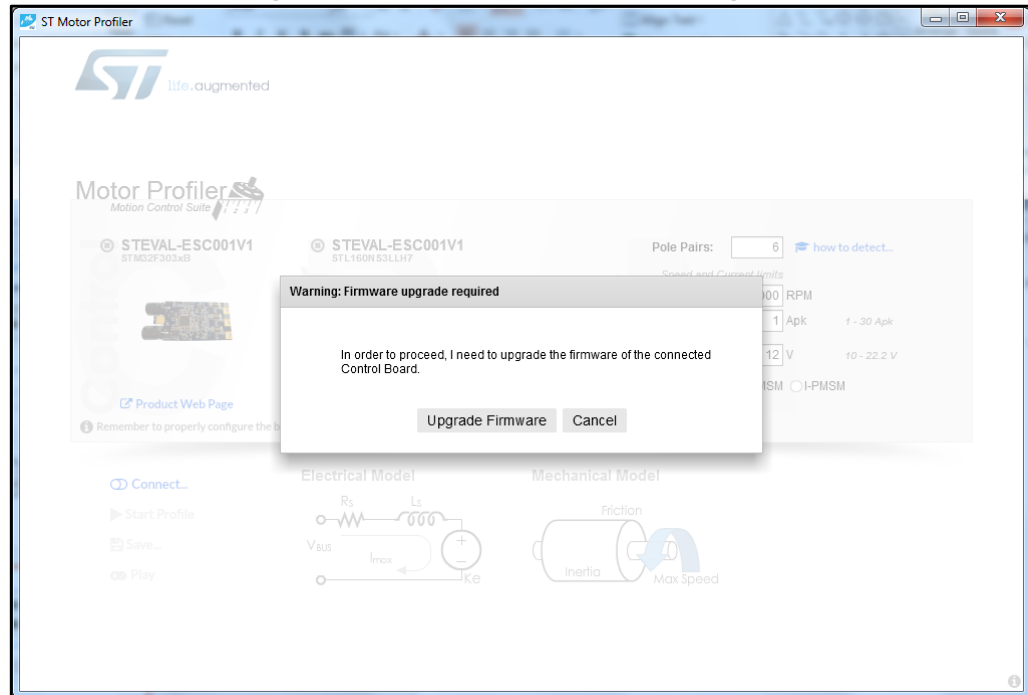 ST Motor Profiler
life.augmented
Motor Profiler
Motion Control Suite
STEVAL-ESC001V1
STM32F303xB
STEVAL-ESC001V1
STL160NS3LLH7
Pole Pairs: 6 how to detect...
Speed and Current limits
000 RPM
1 Apk 1 - 30 Apk
12 V 10 - 22.2 V
I-PMSM
Control
Product Web Page
Remember to properly configure the b
Warning: Firmware upgrade required
In order to proceed, I need to upgrade the firmware of the connected
Control Board.
Upgrade Firmware Cancel
Connect...
Start Profile
Save...
Play
Electrical Model
Rs Ls
VBUS
Imax
Ke
Mechanical Model
Friction
Inertia
Max Speed